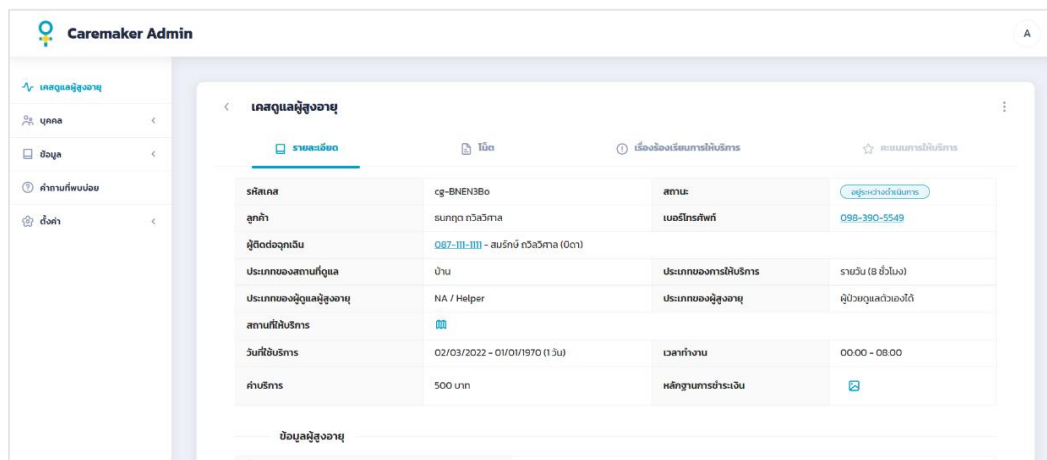 Caremaker Admin
A
เคสดูแลผู้สูงอายุ
บุคคล
ข้อมูล
คำถามที่พบบ่อย
ตั้งค่า
เคสดูแลผู้สูงอายุ
รายละเอียด โน็ต เรื่องร้องเรียนการให้บริการ คะแนนการให้บริการ
รหัสเคส cg-BNEN3Bo สถานะ อยู่ระหว่างดำเนินการ
ลูกค้า ธนกฤต ถวิลวิศาล เบอร์โทรศัพท์ 098-390-5549
ผู้ติดต่อฉุกเฉิน 087-111-1111 - สมรักษ์ ถวิลวิศาล (บิดา)
ประเภทของสถานที่ดูแล บ้าน ประเภทของการให้บริการ รายวัน (8 ชั่วโมง)
ประเภทของผู้ดูแลผู้สูงอายุ NA / Helper ประเภทของผู้สูงอายุ ผู้ป่วยดูแลตัวเองได้
สถานที่ให้บริการ
วันที่ใช้บริการ 02/03/2022 - 01/01/1970 (1 วัน) เวลาทำงาน 00:00 - 08:00
ค่าบริการ 500 บาท หลักฐานการชำระเงิน
ข้อมูลผู้สูงอายุ